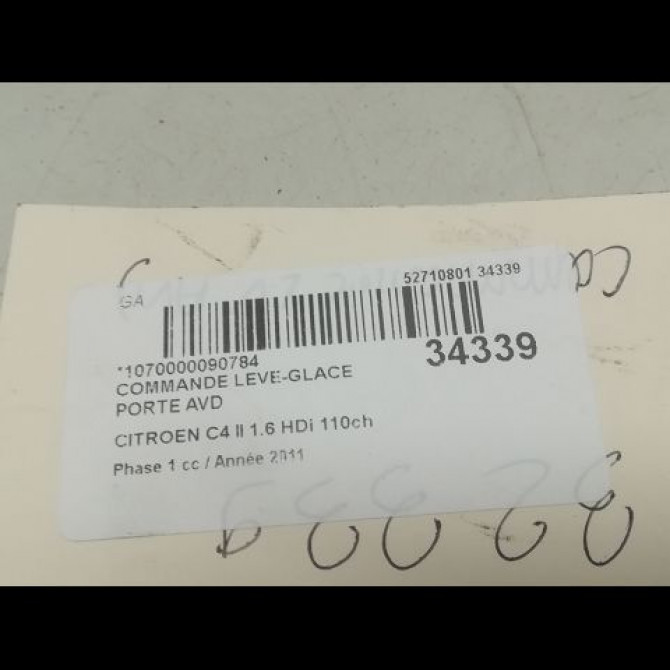 GA
52710801 34339
*1070000090784
34339
COMMANDE LEVE-GLACE
PORTE AVD
CITROEN C4 II 1.6 HDi 110ch
Phase 1 cc / Année 2011